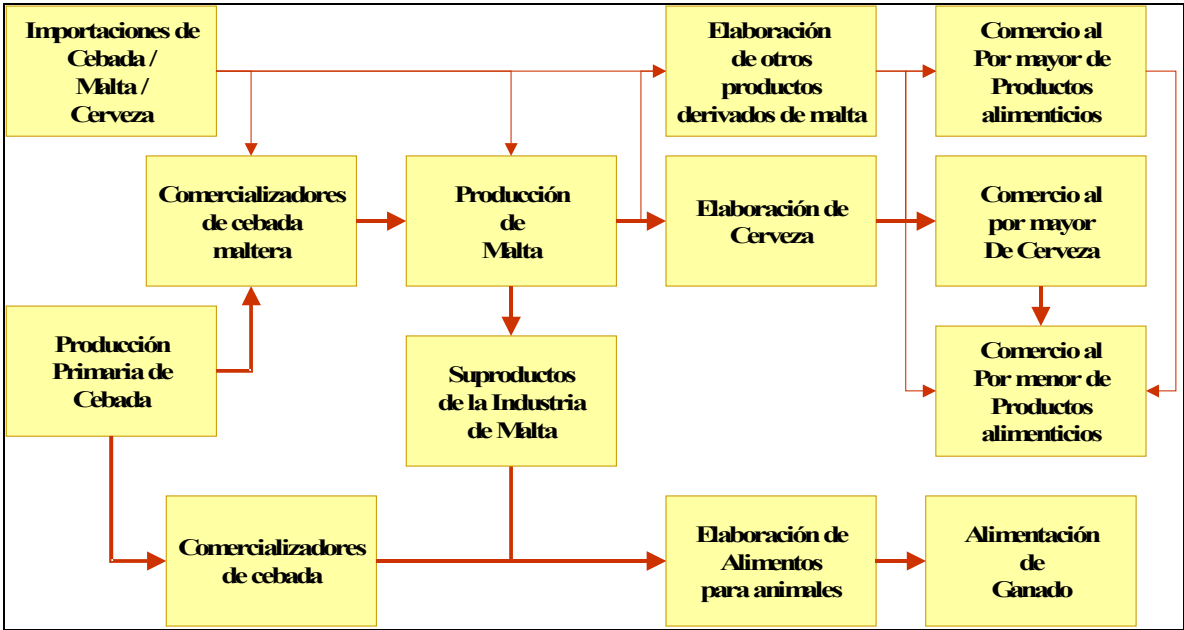 Importaciones de
Cebada /
Malta /
Cerveza
Elaboración
de otros
productos
derivados de malta
Comercio al
Por mayor de
Productos
alimenticios
Comercializadores
de cebada
maltera
Producción
de
Malta
Elaboración de
Cerveza
Comercio al
por mayor
De Cerveza
Producción
Primaria de
Cebada
Suproductos
de la Industria
de Malta
Comercio al
Por menor de
Productos
alimenticios
Comercializadores
de cebada
Elaboración de
Alimentos
para animales
Alimentación
de
Ganado